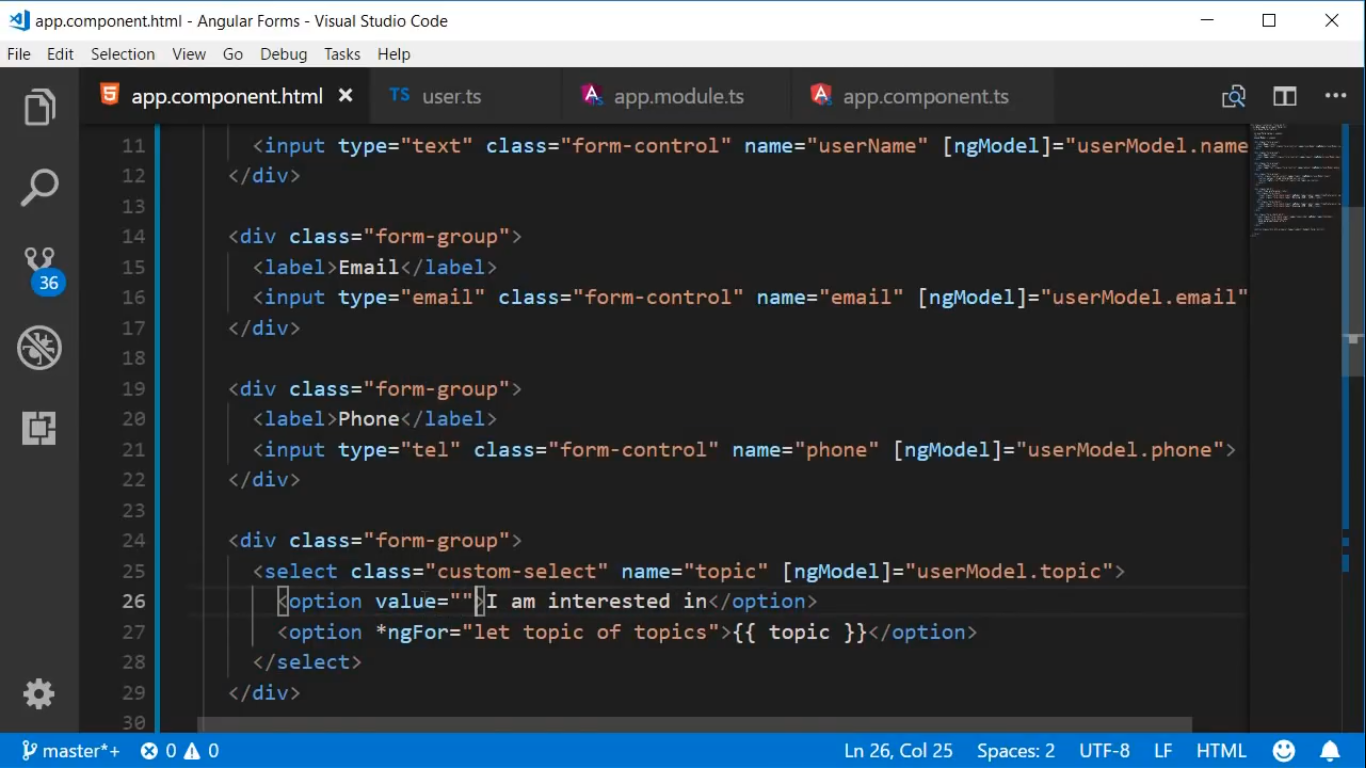 app.component.html - Angular Forms - Visual Studio Code
File Edit Selection View Go Debug Tasks Help
app.component.html TS user.ts app.module.ts app.component.ts
11 <input type="text" class="form-control" name="userName" [ngModel]="userModel.name
12 </div>
13
14 <div class="form-group">
15 <label>Email</label>
16 <input type="email" class="form-control" name="email" [ngModel]="userModel.email"
17 </div>
18
19 <div class="form-group">
20 <label>Phone</label>
21 <input type="tel" class="form-control" name="phone" [ngModel]="userModel.phone">
22 </div>
23
24 <div class="form-group">
25 <select class="custom-select" name="topic" [ngModel]="userModel.topic">
26 <option value="">I am interested in</option>
27 <option *ngFor="let topic of topics">{{ topic }}</option>
28 </select>
29 </div>
30
36
master*+ 0 0 Ln 26, Col 25 Spaces: 2 UTF-8 LF HTML